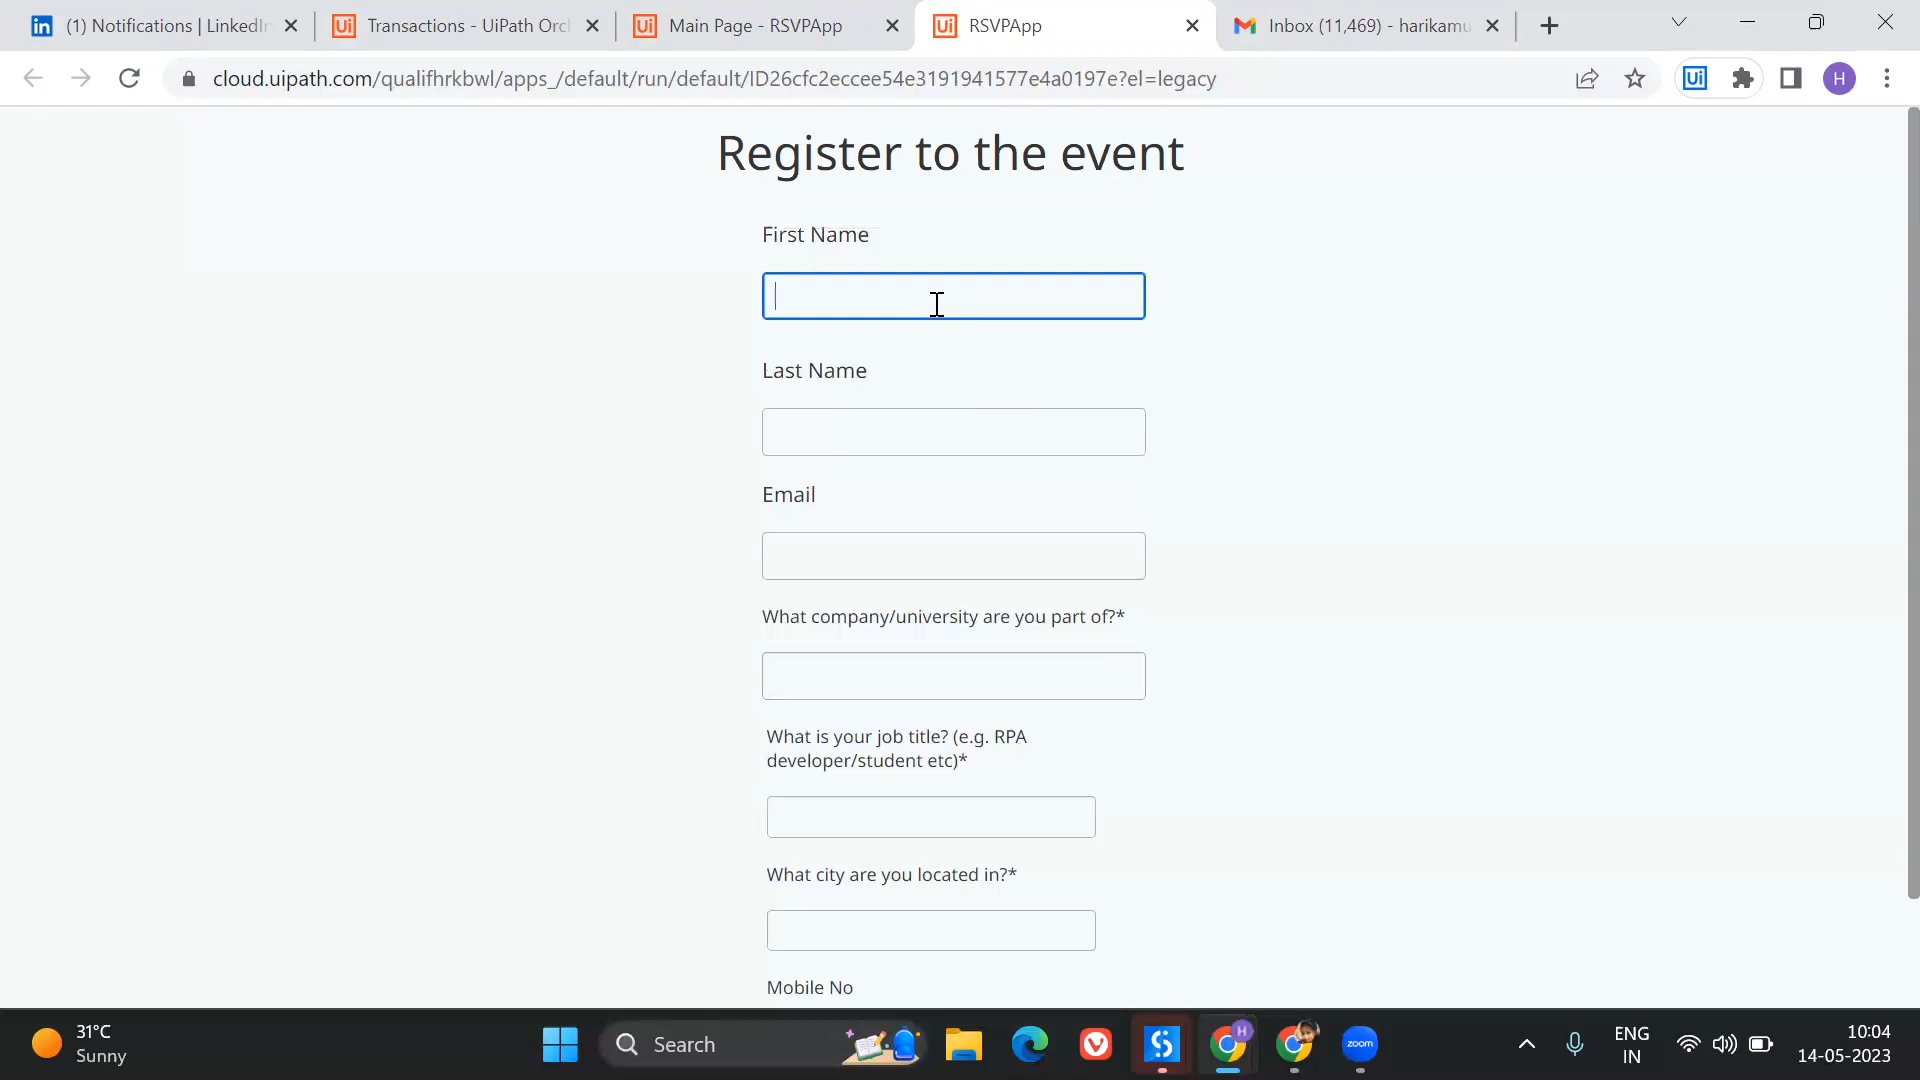 (1) Notifications | LinkedIn
Transactions - UiPath Orch
Main Page - RSVPApp
RSVPApp
Inbox (11,469) - harikamu
cloud.uipath.com/qualifhrkbwl/apps_/default/run/default/ID26cfc2eccee54e3191941577e4a0197e?el=legacy
H
Register to the event
First Name
Last Name
Email
What company/university are you part of?*
What is your job title? (e.g. RPA
developer/student etc)*
What city are you located in?*
Mobile No
31°C
Sunny
Search
zoom
ENG
IN
10:04
14-05-2023